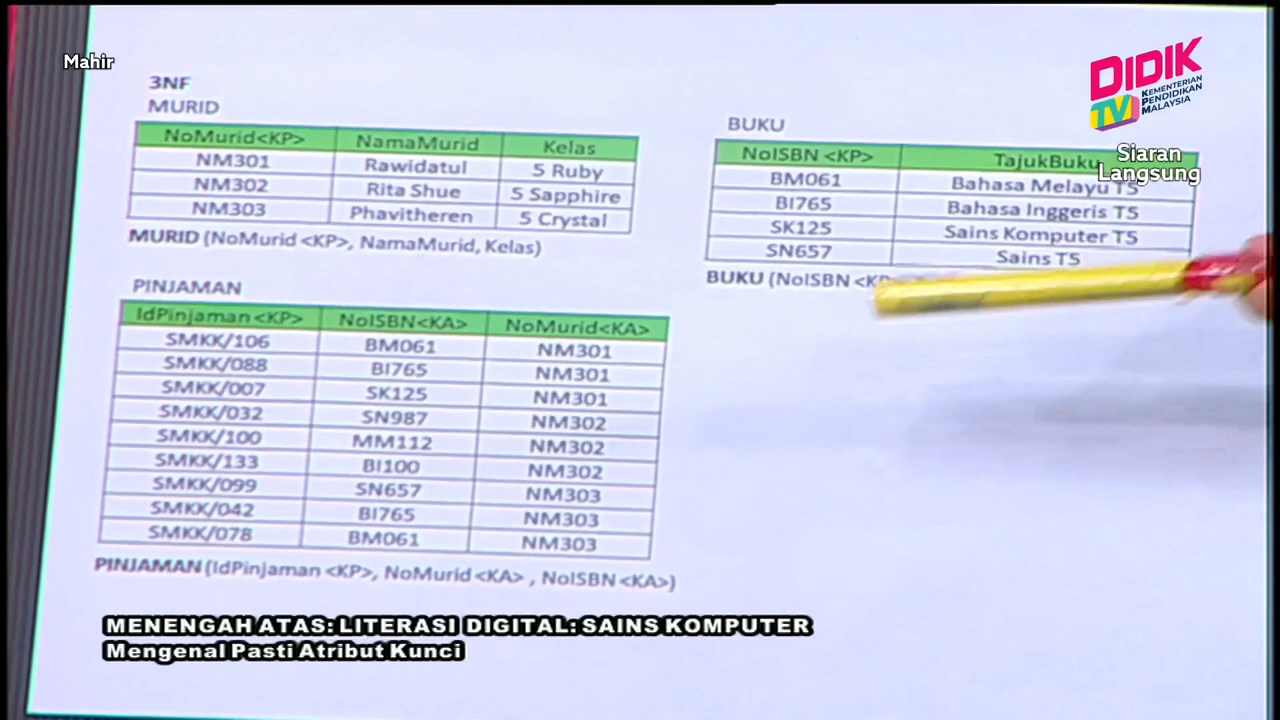 Mahir
DIDIK
TV
KEMENTERIAN
PENDIDIKAN
MALAYSIA
Siaran
Langsung
3NF
MURID
NoMurid<KP> NamaMurid Kelas
NM301 Rawidatul 5 Ruby
NM302 Rita Shue 5 Sapphire
NM303 Phavitheren 5 Crystal
MURID (NoMurid <KP>, NamaMurid, Kelas)
BUKU
NoISBN <KP> TajukBuku
BM061 Bahasa Melayu T5
BI765 Bahasa Inggeris T5
SK125 Sains Komputer T5
SN657 Sains T5
BUKU (NoISBN <KP
PINJAMAN
IdPinjaman <KP> NoISBN<KA> NoMurid<KA>
SMKK/106 BM061 NM301
SMKK/088 BI765 NM301
SMKK/007 SK125 NM301
SMKK/032 SN987 NM302
SMKK/100 MM112 NM302
SMKK/133 BI100 NM302
SMKK/099 SN657 NM303
SMKK/042 BI765 NM303
SMKK/078 BM061 NM303
PINJAMAN (IdPinjaman <KP>, NoMurid <KA> , NoISBN <KA>)
MENENGAH ATAS: LITERASI DIGITAL: SAINS KOMPUTER
Mengenal Pasti Atribut Kunci